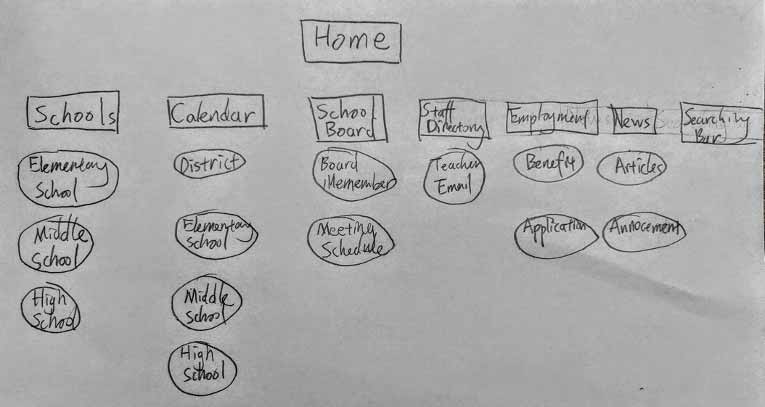 Home
Schools
Calendar
School
Board
Staff
Directory
Employment
News
Searching
Bar
Elementary
School
Middle
School
High
School
District
Elementary
School
Middle
School
High
School
Board
Memember
Meeting
Schedule
Teacher
Email
Benefit
Application
Articles
Annocement